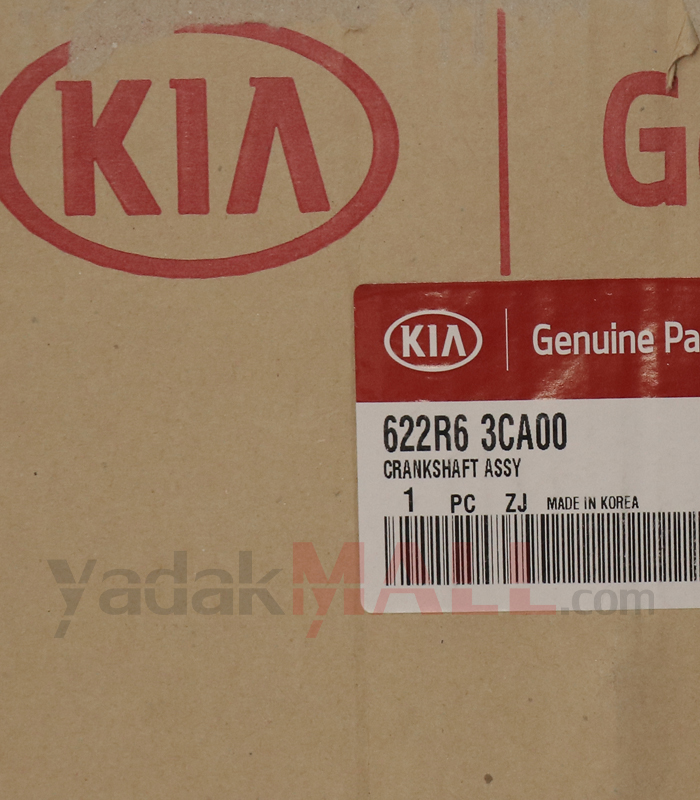 KIA
G
KIA Genuine Pa
622R6 3CA00
CRANKSHAFT ASSY
1 PC ZJ MADE IN KOREA
yadakMALL.com